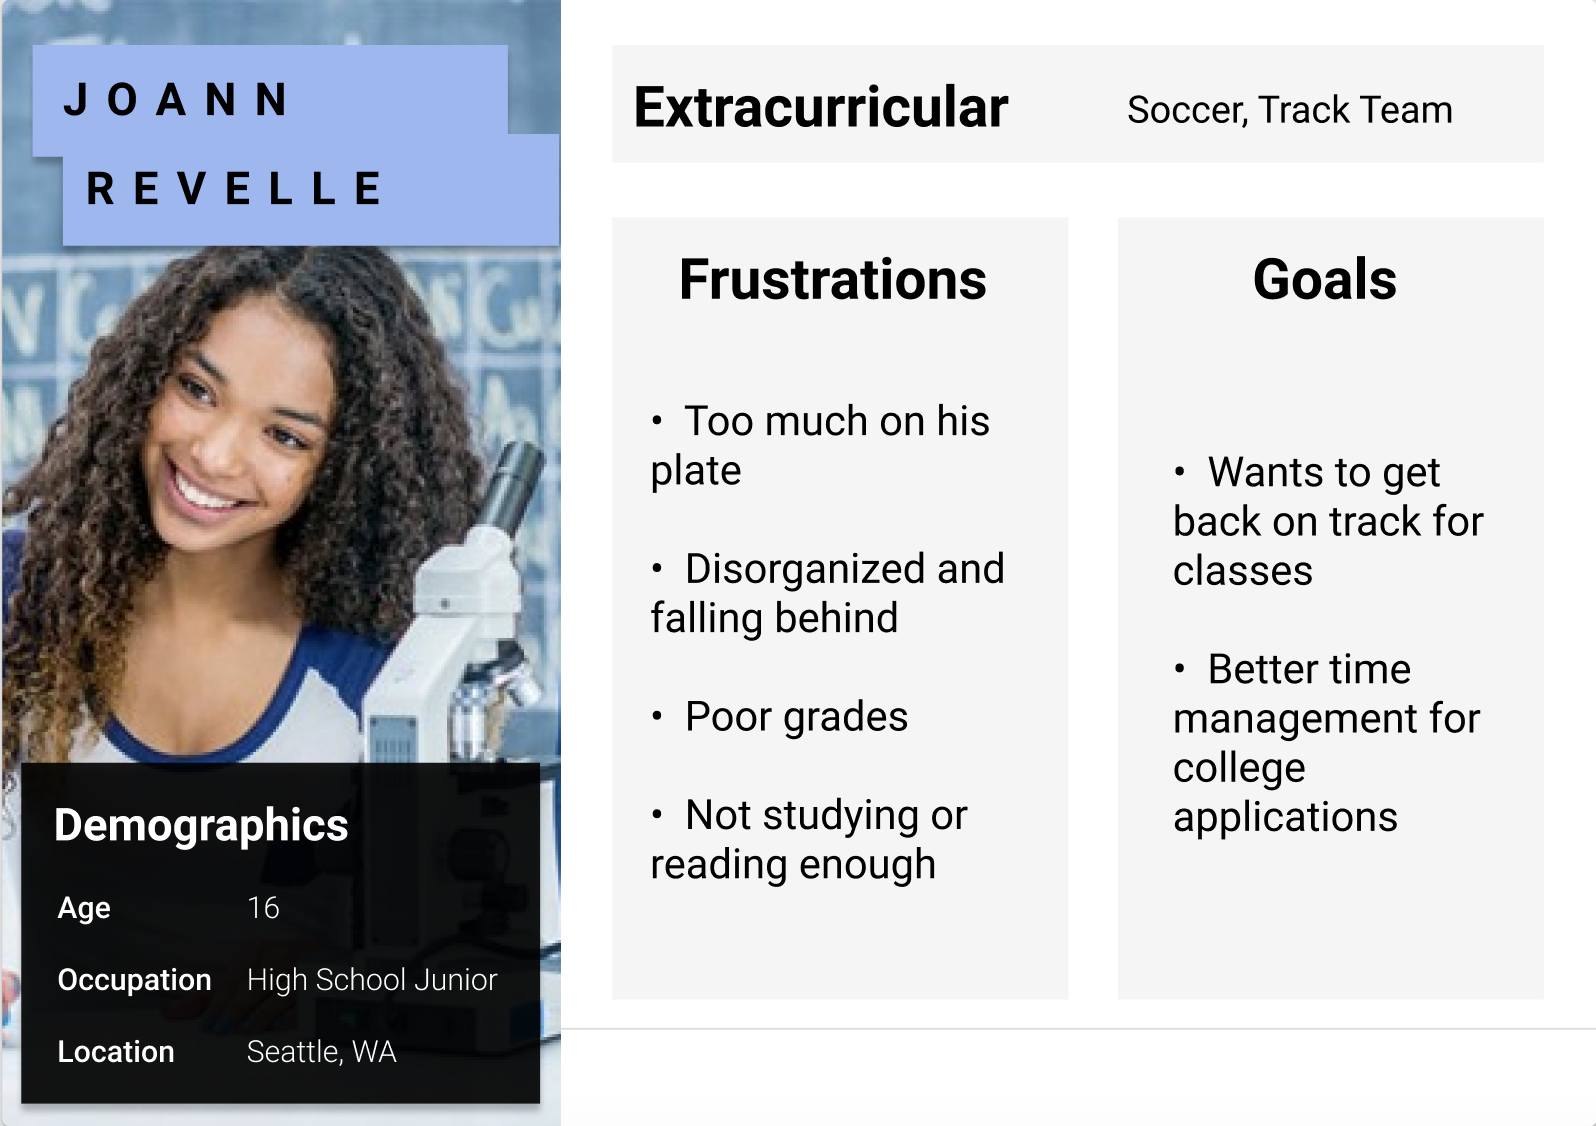 JOANN
REVELLE
Demographics
Age 16
Occupation High School Junior
Location Seattle, WA
Extracurricular Soccer, Track Team
Frustrations
• Too much on his
plate
• Disorganized and
falling behind
• Poor grades
• Not studying or
reading enough
Goals
• Wants to get
back on track for
classes
• Better time
management for
college
applications